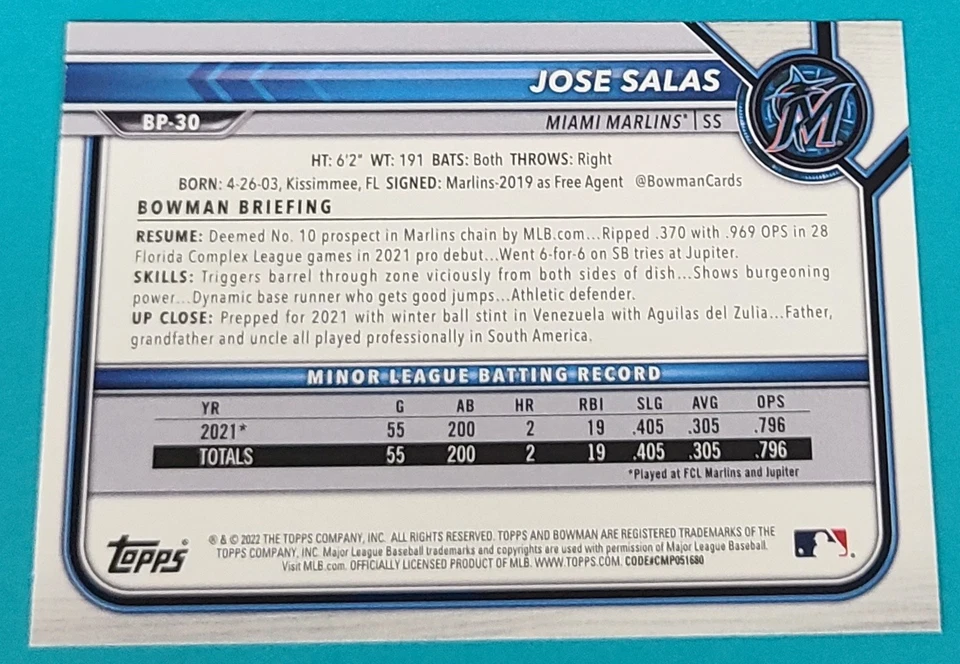 JOSE SALAS
BP-30
MIAMI MARLINS® | SS
M
HT: 6'2" WT: 191 BATS: Both THROWS: Right
BORN: 4-26-03, Kissimmee, FL SIGNED: Marlins-2019 as Free Agent @BowmanCards
BOWMAN BRIEFING
RESUME: Deemed No. 10 prospect in Marlins chain by MLB.com...Ripped .370 with .969 OPS in 28
Florida Complex League games in 2021 pro debut...Went 6-for-6 on SB tries at Jupiter.
SKILLS: Triggers barrel through zone viciously from both sides of dish...Shows burgeoning
power...Dynamic base runner who gets good jumps...Athletic defender.
UP CLOSE: Prepped for 2021 with winter ball stint in Venezuela with Aguilas del Zulia...Father,
grandfather and uncle all played professionally in South America.
MINOR LEAGUE BATTING RECORD
YR G AB HR RBI SLG AVG OPS
2021* 55 200 2 19 .405 .305 .796
TOTALS 55 200 2 19 .405 .305 .796
*Played at FCL Marlins and Jupiter
TOPPS®
® & © 2022 THE TOPPS COMPANY, INC. ALL RIGHTS RESERVED. TOPPS AND BOWMAN ARE REGISTERED TRADEMARKS OF THE
TOPPS COMPANY, INC. Major League Baseball trademarks and copyrights are used with permission of Major League Baseball.
Visit MLB.com. OFFICIALLY LICENSED PRODUCT OF MLB. WWW.TOPPS.COM. CODE#CMP051680